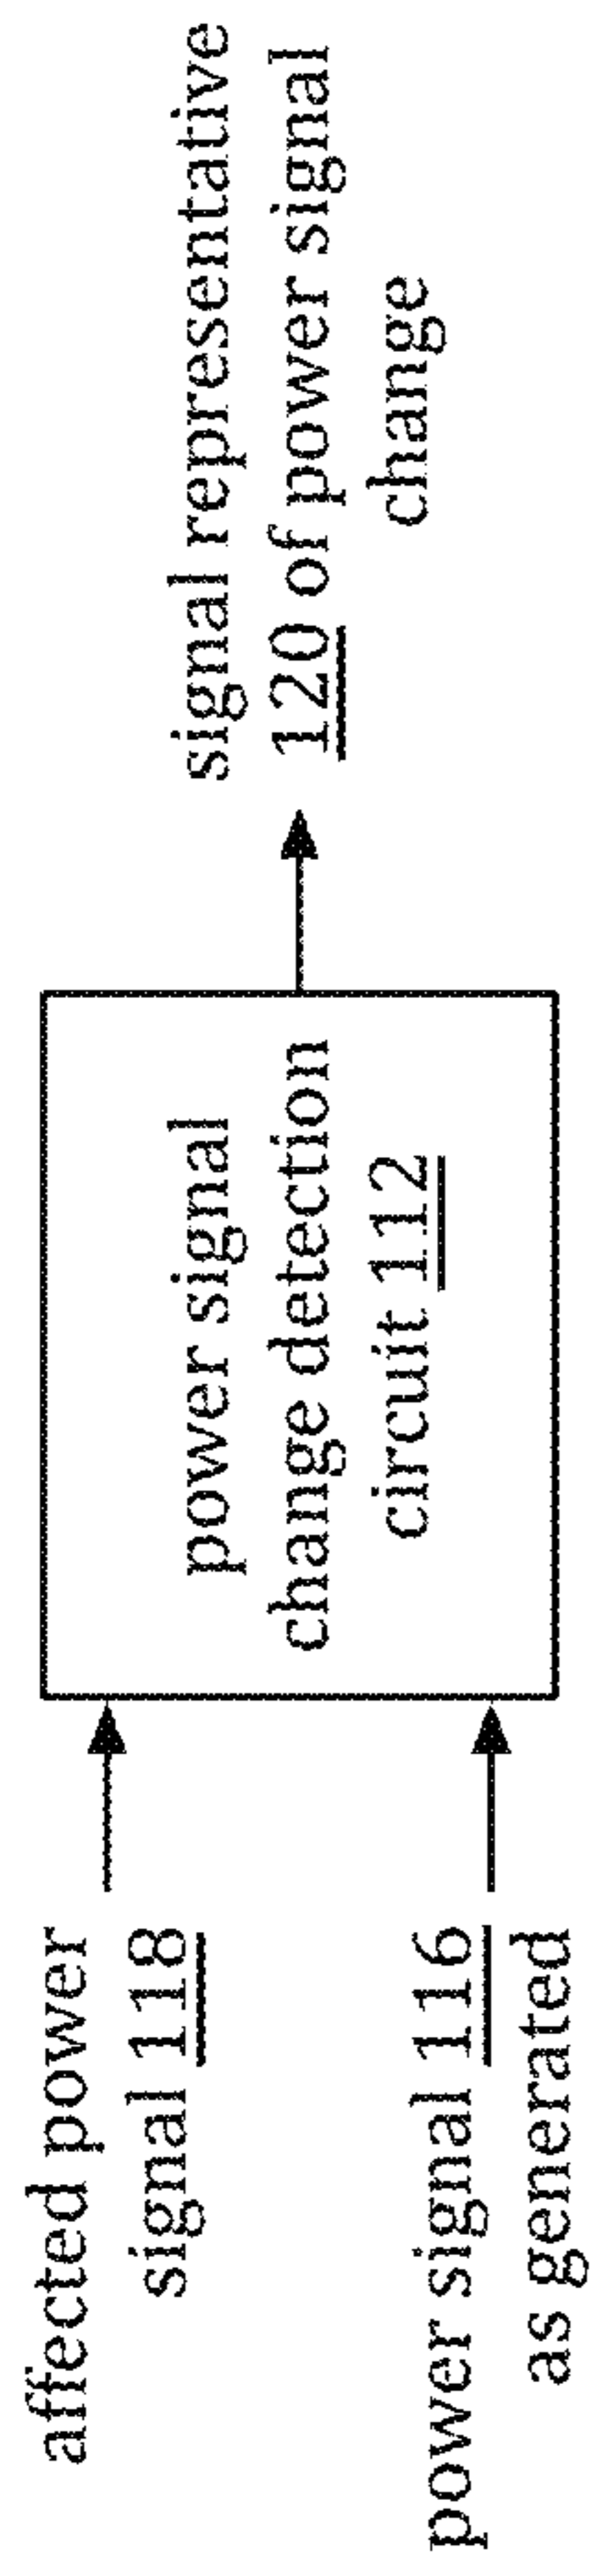 affected power
signal 118
power signal 116
as generated
power signal
change detection
circuit 112
signal representative
120 of power signal
change